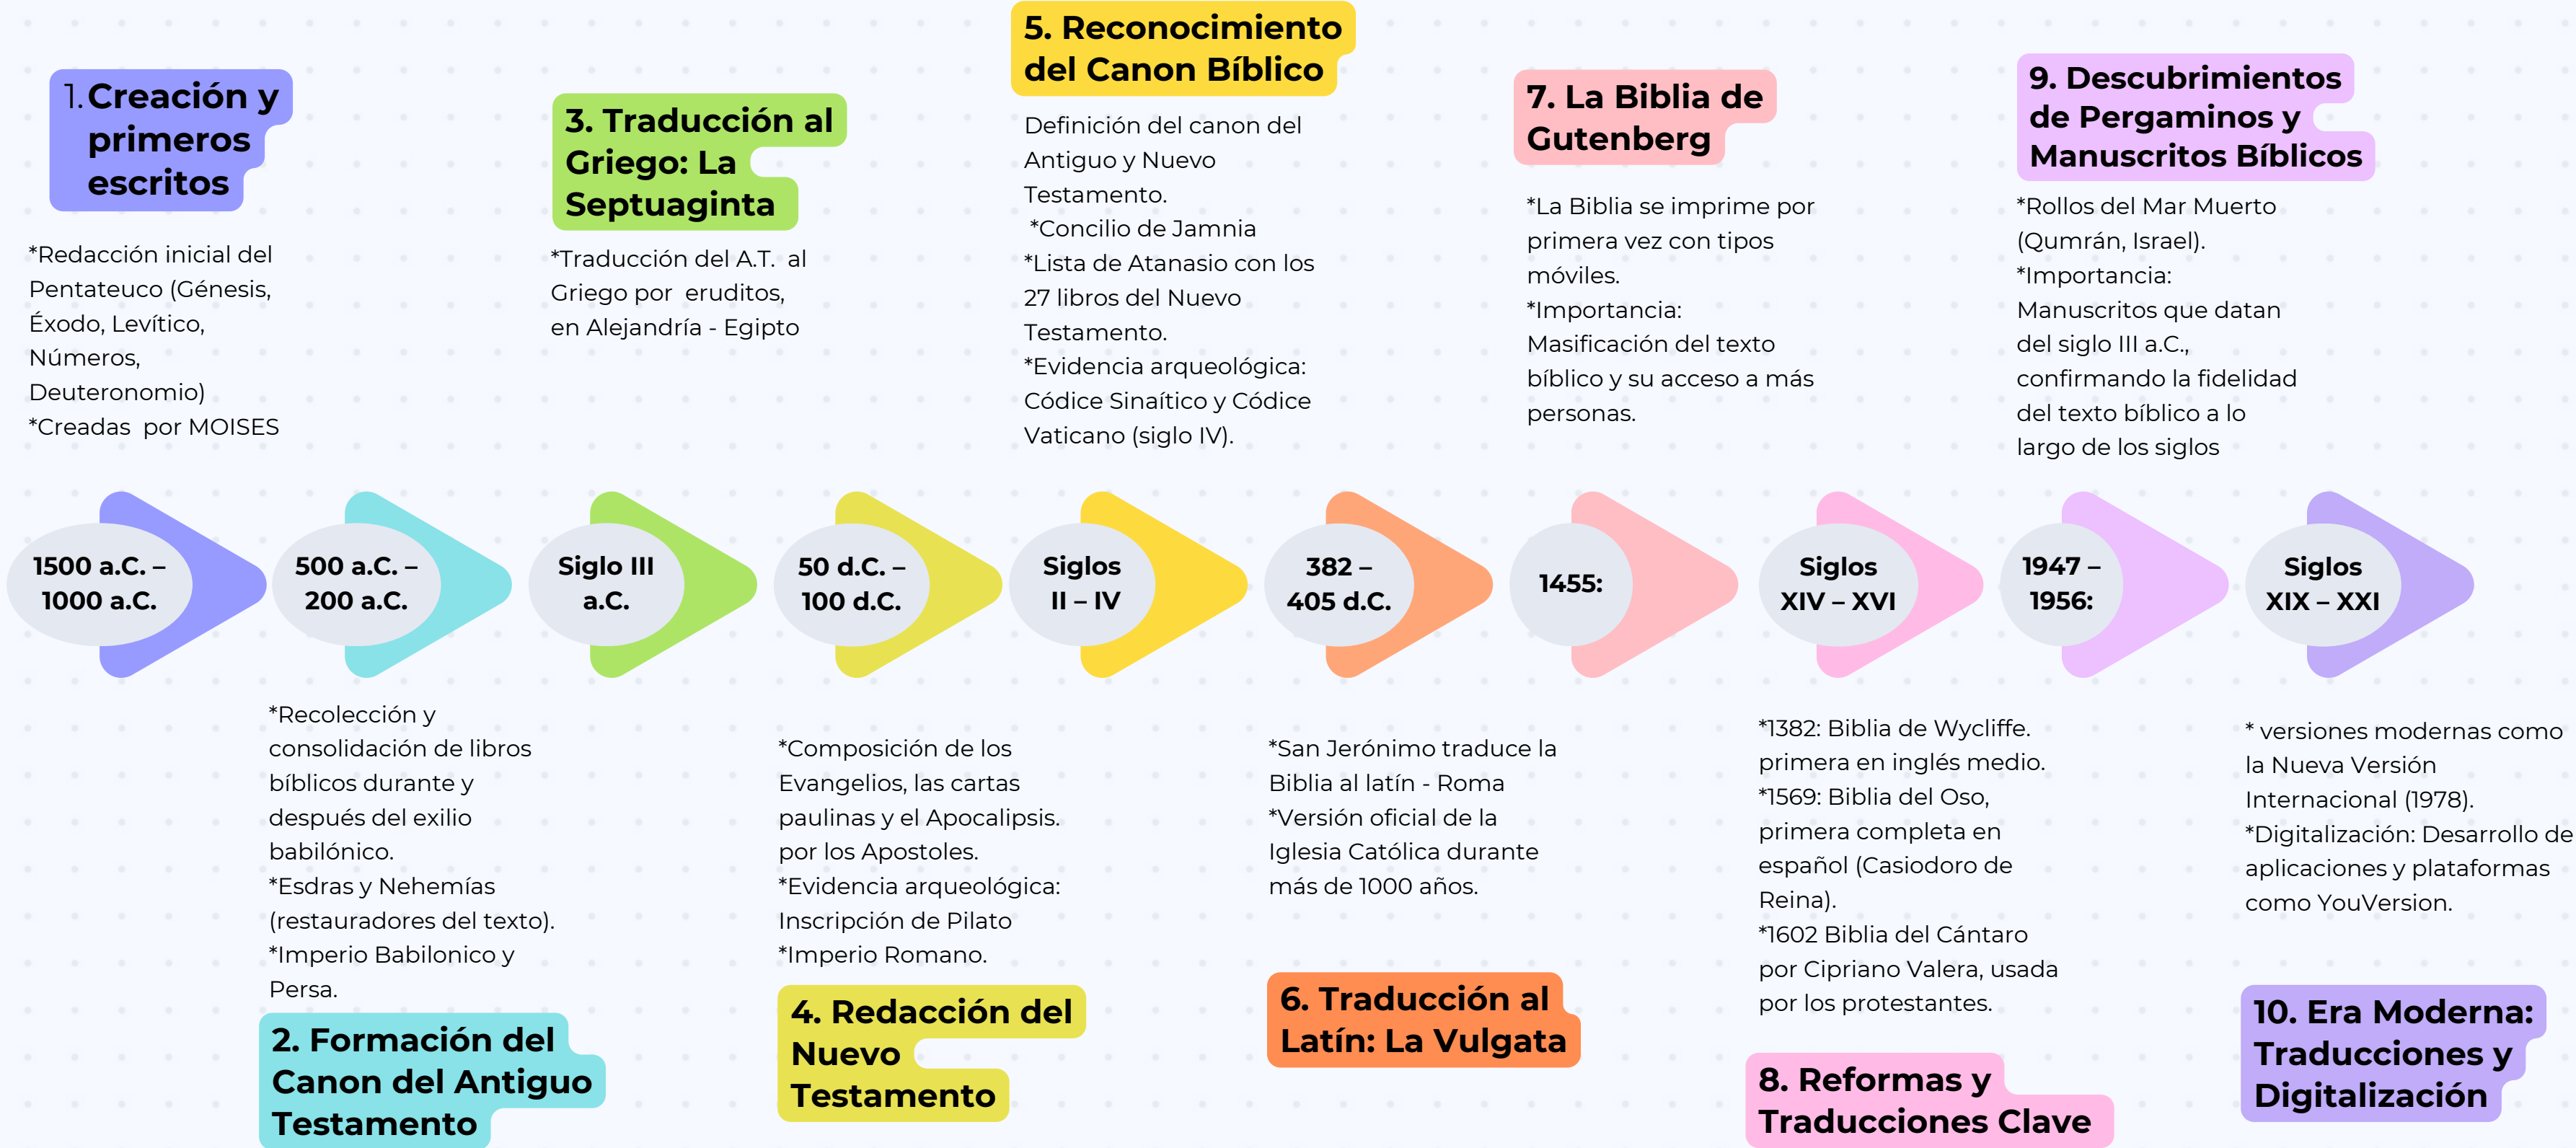 1. Creación y
primeros
escritos
*Redacción inicial del
Pentateuco (Génesis,
Éxodo, Levítico,
Números,
Deuteronomio)
*Creadas por MOISES
1500 a.C. –
1000 a.C.
500 a.C. –
200 a.C.
*Recolección y
consolidación de libros
bíblicos durante y
después del exilio
babilónico.
*Esdras y Nehemías
(restauradores del texto).
*Imperio Babilonico y
Persa.
2. Formación del
Canon del Antiguo
Testamento
3. Traducción al
Griego: La
Septuaginta
*Traducción del A.T. al
Griego por eruditos,
en Alejandría - Egipto
Siglo III
a.C.
50 d.C. –
100 d.C.
*Composición de los
Evangelios, las cartas
paulinas y el Apocalipsis.
por los Apostoles.
*Evidencia arqueológica:
Inscripción de Pilato
*Imperio Romano.
4. Redacción del
Nuevo
Testamento
5. Reconocimiento
del Canon Bíblico
Definición del canon del
Antiguo y Nuevo
Testamento.
*Concilio de Jamnia
*Lista de Atanasio con los
27 libros del Nuevo
Testamento.
*Evidencia arqueológica:
Códice Sinaítico y Códice
Vaticano (siglo IV).
Siglos
II – IV
382 –
405 d.C.
*San Jerónimo traduce la
Biblia al latín - Roma
*Versión oficial de la
Iglesia Católica durante
más de 1000 años.
6. Traducción al
Latín: La Vulgata
7. La Biblia de
Gutenberg
*La Biblia se imprime por
primera vez con tipos
móviles.
*Importancia:
Masificación del texto
bíblico y su acceso a más
personas.
1455:
Siglos
XIV – XVI
*1382: Biblia de Wycliffe.
primera en inglés medio.
*1569: Biblia del Oso,
primera completa en
español (Casiodoro de
Reina).
*1602 Biblia del Cántaro
por Cipriano Valera, usada
por los protestantes.
8. Reformas y
Traducciones Clave
9. Descubrimientos
de Pergaminos y
Manuscritos Bíblicos
*Rollos del Mar Muerto
(Qumrán, Israel).
*Importancia:
Manuscritos que datan
del siglo III a.C.,
confirmando la fidelidad
del texto bíblico a lo
largo de los siglos
1947 –
1956:
Siglos
XIX – XXI
* versiones modernas como
la Nueva Versión
Internacional (1978).
*Digitalización: Desarrollo de
aplicaciones y plataformas
como YouVersion.
10. Era Moderna:
Traducciones y
Digitalización